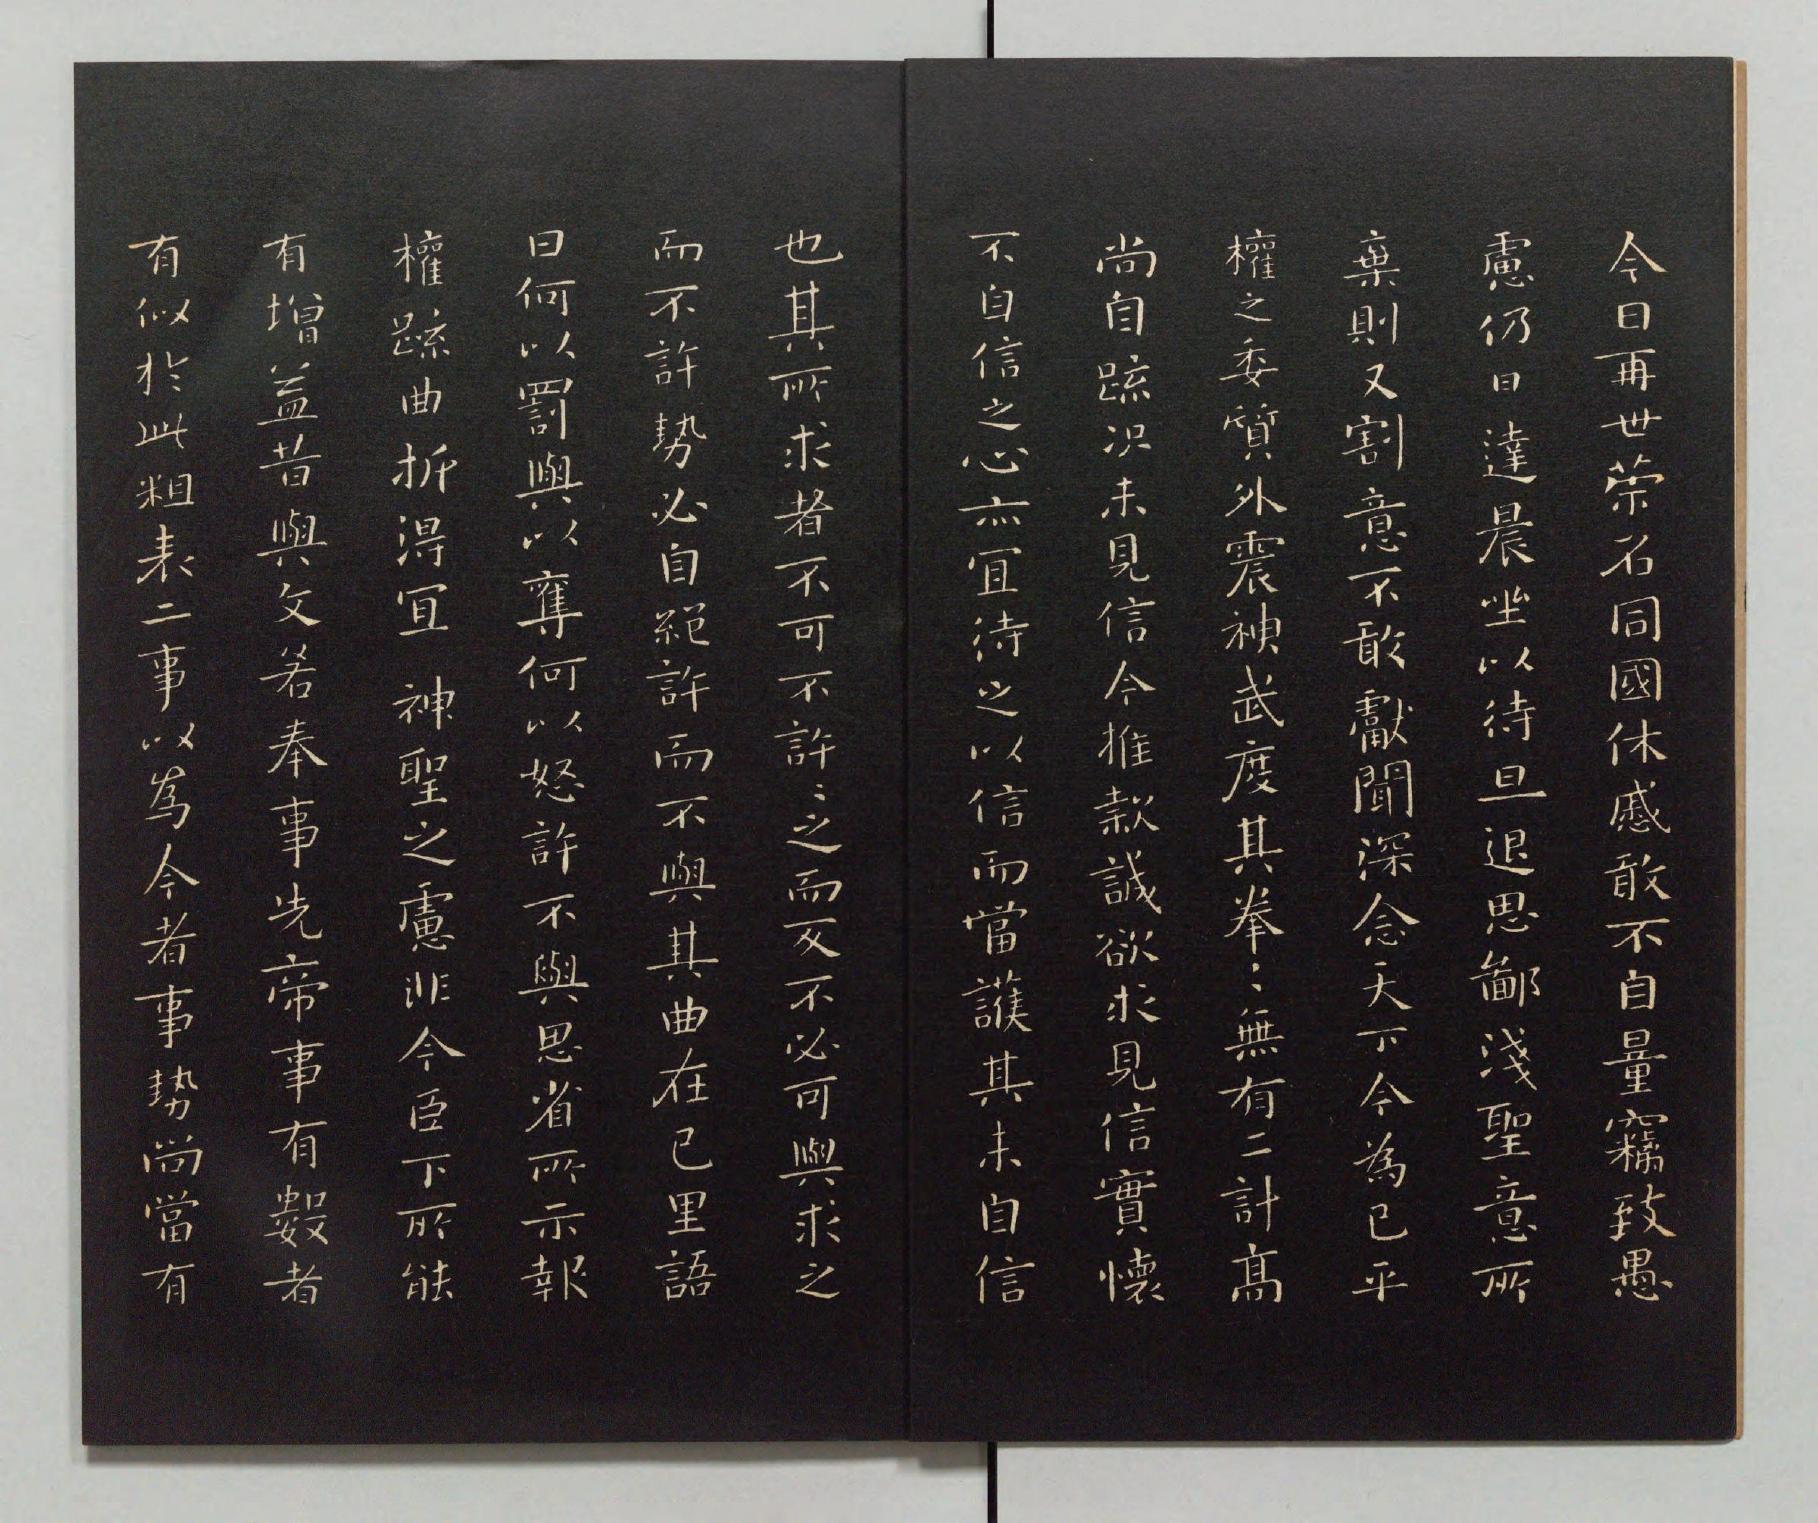 今日再世荣名同國休慼敢不自量竊致愚
慮仍日達晨坐以待旦退思鄙淺聖意所
棄則又割意不敢獻聞深念天下今為已平
權之委質外震神武度其拳〻無有二計髙
尚自疏况未見信今推款誠欲求見信實懷
不自信之心亦宜待之以信而當護其未自信
也其所求者不可不許〻之而反不必可與求之
而不許勢必自絕許而不與其曲在己里語
曰何以罰與以奪何以怒許不與思省所示報
權疏曲折得宜 神聖之慮非今臣下所能
有增益昔與文若奉事先帝事有數者
有似於此粗表二事以為今者事勢尚當有